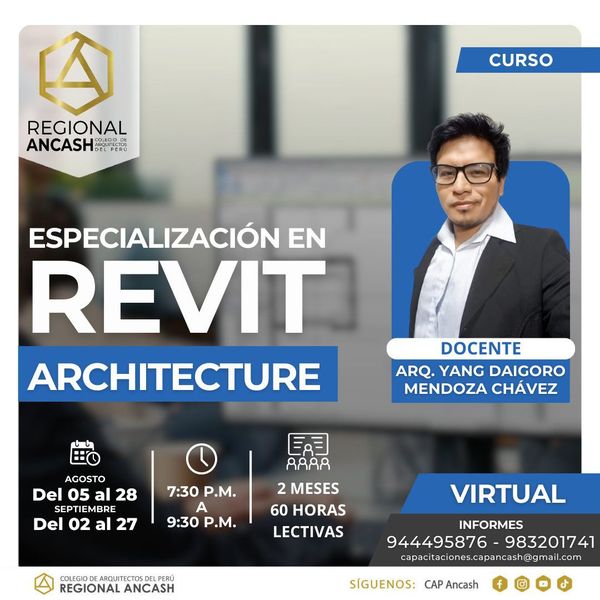 REGIONAL
ANCASH
COLEGIO DE
ARQUITECTOS
DEL PERÚ
CURSO
ESPECIALIZACIÓN EN
REVIT
ARCHITECTURE
DOCENTE
ARQ. YANG DAIGORO
MENDOZA CHÁVEZ
AGOSTO
Del 05 al 28
SEPTIEMBRE
Del 02 al 27
7:30 P.M.
A
9:30 P.M.
2 MESES
60 HORAS
LECTIVAS
VIRTUAL
INFORMES
944495876 - 983201741
capacitaciones.capancash@gmail.com
COLEGIO DE ARQUITECTOS DEL PERÚ
REGIONAL ANCASH
SÍGUENOS: CAP Ancash